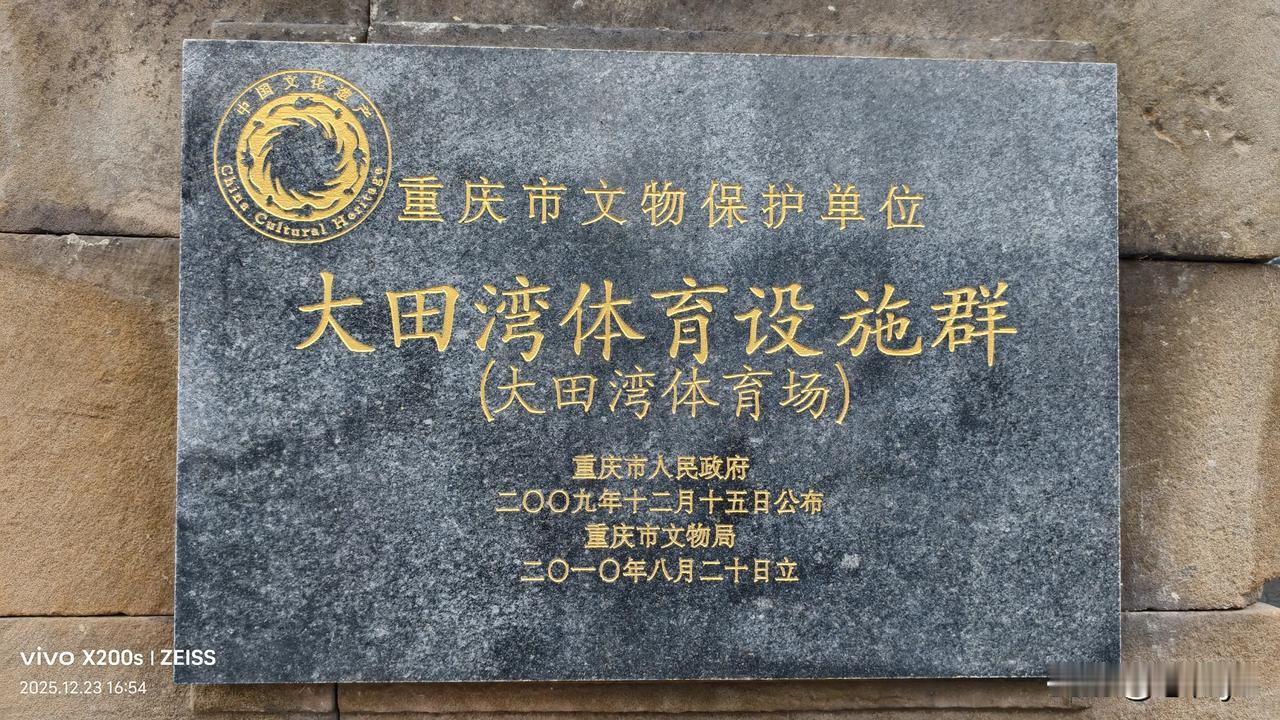 中国文化遗产
China Cultural Heritage
重庆市文物保护单位
大田湾体育设施群
(大田湾体育场)
重庆市人民政府
二〇〇九年十二月十五日公布
重庆市文物局
二〇一〇年八月二十日立
vivo X200s | ZEISS
2025.12.23 16:54